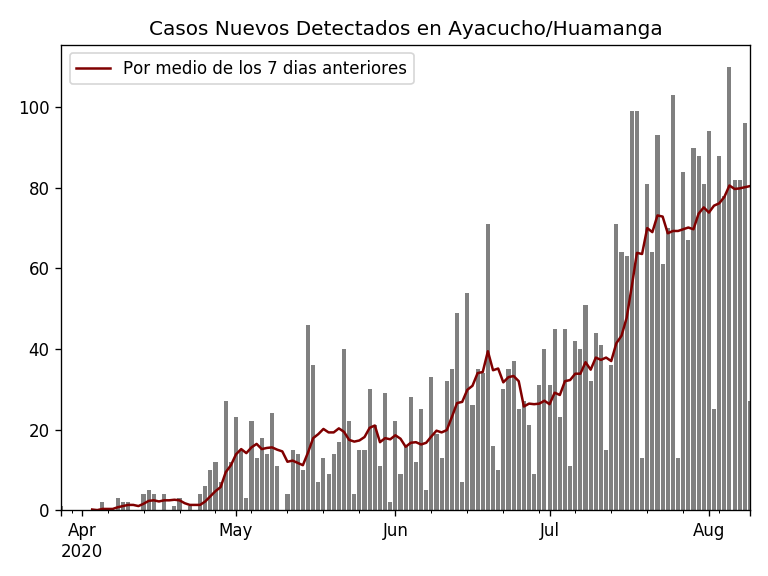 Casos Nuevos Detectados en Ayacucho/Huamanga
Por medio de los 7 dias anteriores
100
80
60
40
20
0
Apr May Jun Jul Aug
2020